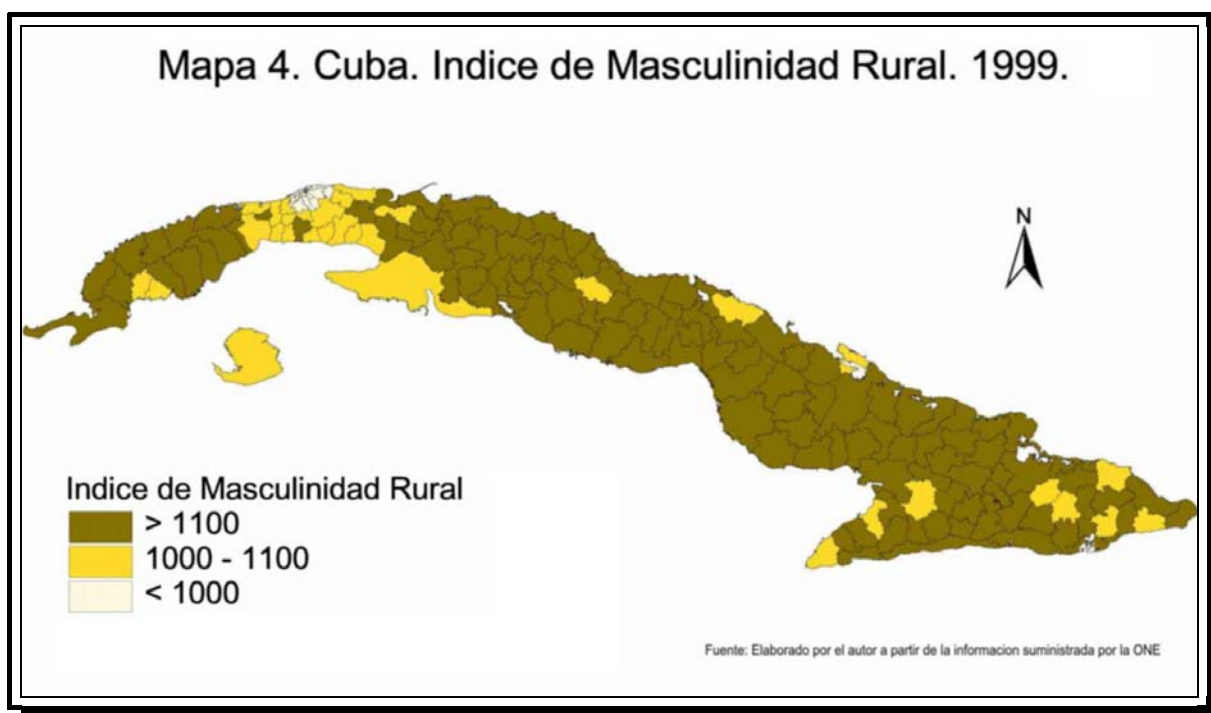 Mapa 4. Cuba. Indice de Masculinidad Rural. 1999.
N
Indice de Masculinidad Rural
> 1100
1000 - 1100
< 1000
Fuente: Elaborado por el autor a partir de la informacion suministrada por la ONE